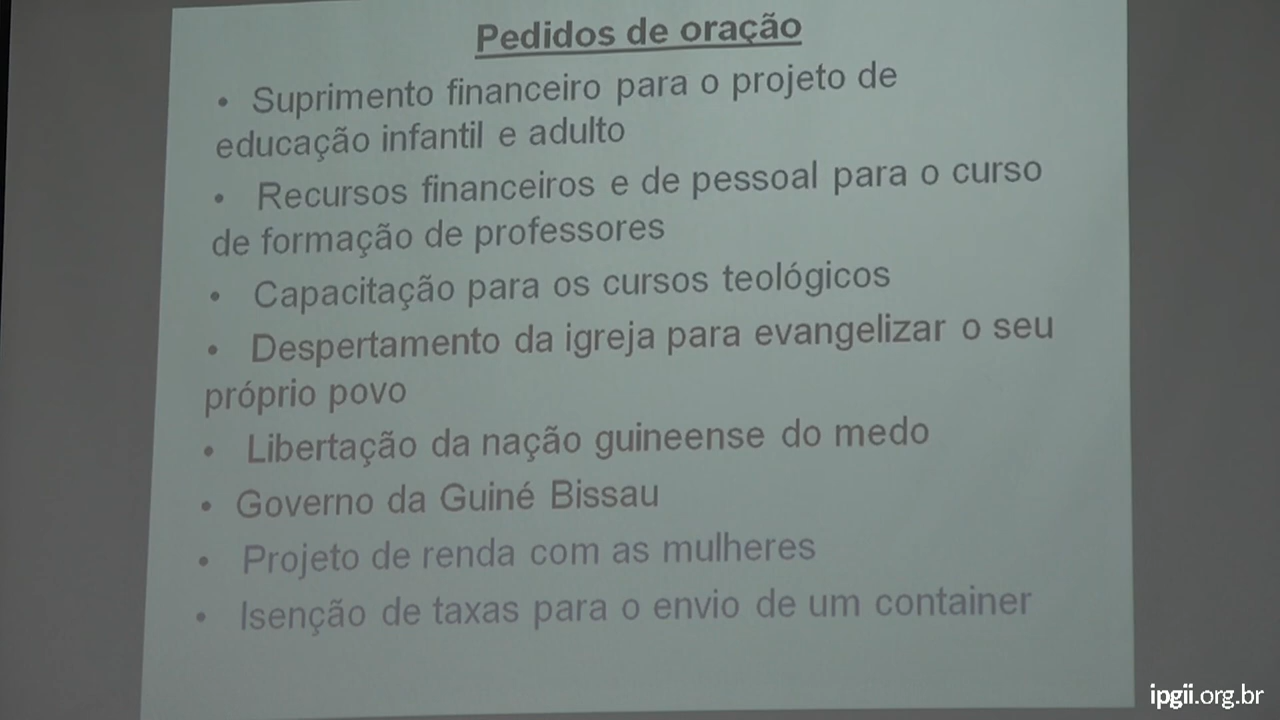 Pedidos de oração
• Suprimento financeiro para o projeto de
educação infantil e adulto
• Recursos financeiros e de pessoal para o curso
de formação de professores
• Capacitação para os cursos teológicos
• Despertamento da igreja para evangelizar o seu
próprio povo
• Libertação da nação guineense do medo
• Governo da Guiné Bissau
• Projeto de renda com as mulheres
• Isenção de taxas para o envio de um container
ipgii.org.br